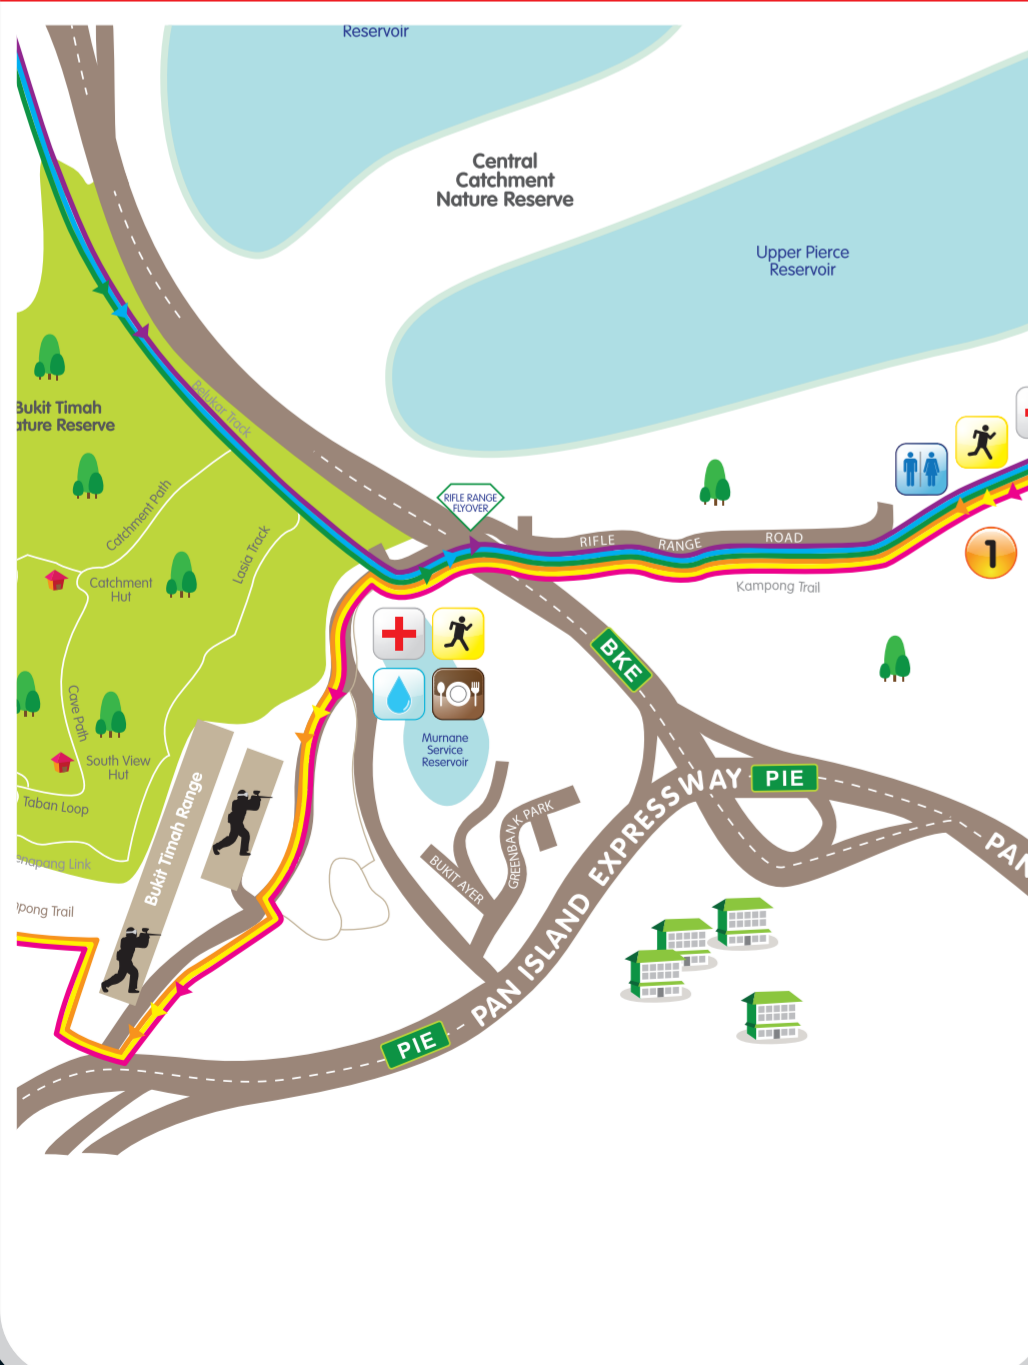 Reservoir
Central
Catchment
Nature Reserve
Upper Pierce
Reservoir
Belukar Track
Bukit Timah
ature Reserve
Catchment Path
Lasia Track
RIFLE RANGE
FLYOVER
RIFLE RANGE ROAD
1
Kampong Trail
Catchment
Hut
BKE
Cave Path
South View
Hut
Murnane
Service
Reservoir
Taban Loop
Bukit Timah Range
PIE
PAN ISLAND EXPRESSWAY
GREENBANK PARK
BUKIT AYER
PAN
enapang Link
pong Trail
PIE